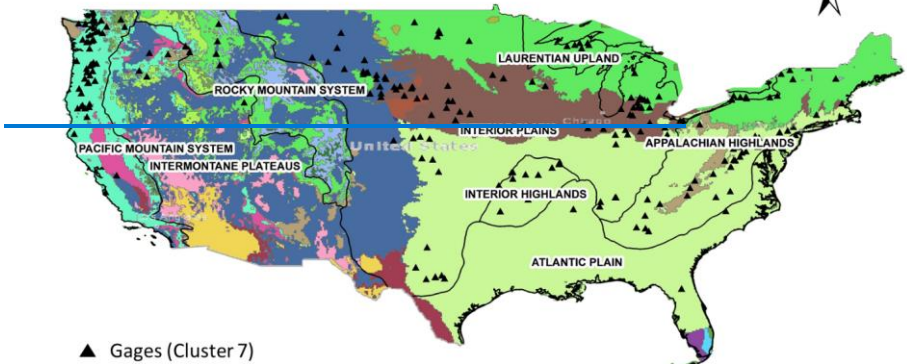 LAURENTIAN UPLAND
ROCKY MOUNTAIN SYSTEM
Chicago
INTERIOR PLAINS
PACIFIC MOUNTAIN SYSTEM
United States
APPALACHIAN HIGHLANDS
INTERMONTANE PLATEAUS
INTERIOR HIGHLANDS
ATLANTIC PLAIN
Gages (Cluster 7)